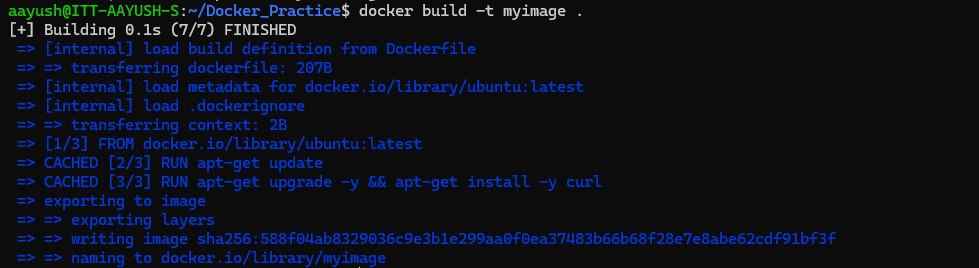 aayush@ITT-AAYUSH-S:~/Docker_Practice$ docker build -t myimage .
[+] Building 0.1s (7/7) FINISHED
=> [internal] load build definition from Dockerfile
=> => transferring dockerfile: 207B
=> [internal] load metadata for docker.io/library/ubuntu:latest
=> [internal] load .dockerignore
=> => transferring context: 2B
=> [1/3] FROM docker.io/library/ubuntu:latest
=> CACHED [2/3] RUN apt-get update
=> CACHED [3/3] RUN apt-get upgrade -y && apt-get install -y curl
=> exporting to image
=> => exporting layers
=> => writing image sha256:588f04ab8329036c9e3b1e299aa0f0ea37483b66b68f28e7e8abe62cdf91bf3f
=> => naming to docker.io/library/myimage